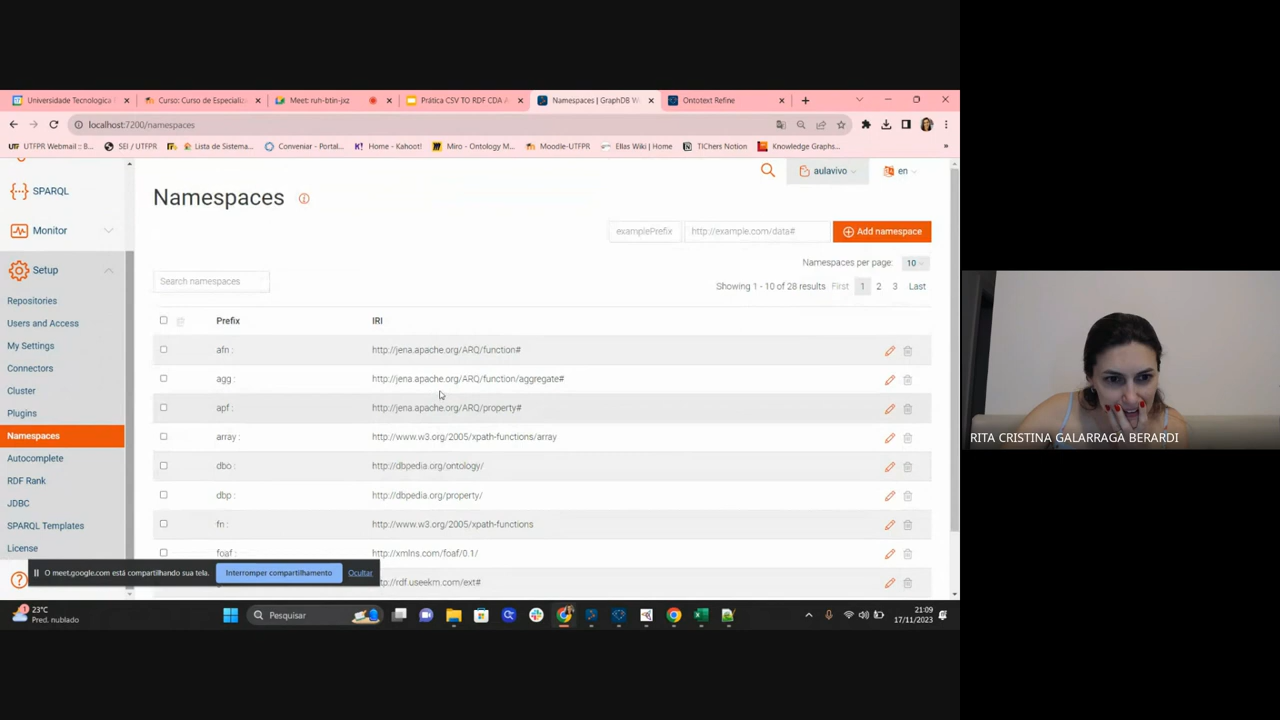 Universidade Tecnologica
Curso: Curso de Especializ
Meet: ruh-btin-jxz
Prática CSV TO RDF CDA
Namespaces | GraphDB W
Ontotext Refine
localhost:7200/namespaces
UTFPR Webmail :: B...
SEI / UTFPR
Lista de Sistema...
Conveniar - Portal...
Home - Kahoot!
Miro - Ontology M...
Moodle-UTFPR
Ellas Wiki | Home
TIChers Notion
Knowledge Graphs...
»
SPARQL
Monitor
Setup
Repositories
Users and Access
My Settings
Connectors
Cluster
Plugins
Namespaces
Autocomplete
RDF Rank
JDBC
SPARQL Templates
License
aulavivo
en
Namespaces
examplePrefix
http://example.com/data#
Add namespace
Namespaces per page: 10
Search namespaces
Showing 1 - 10 of 28 results First 1 2 3 Last
Prefix IRI
afn : http://jena.apache.org/ARQ/function#
agg : http://jena.apache.org/ARQ/function/aggregate#
apf : http://jena.apache.org/ARQ/property#
array : http://www.w3.org/2005/xpath-functions/array
dbo : http://dbpedia.org/ontology/
dbp : http://dbpedia.org/property/
fn : http://www.w3.org/2005/xpath-functions
foaf : http://xmlns.com/foaf/0.1/
tp://rdf.useekm.com/ext#
O meet.google.com está compartilhando sua tela.
Interromper compartilhamento
Ocultar
23°C
Pred. nublado
Pesquisar
21:09
17/11/2023
RITA CRISTINA GALARRAGA BERARDI